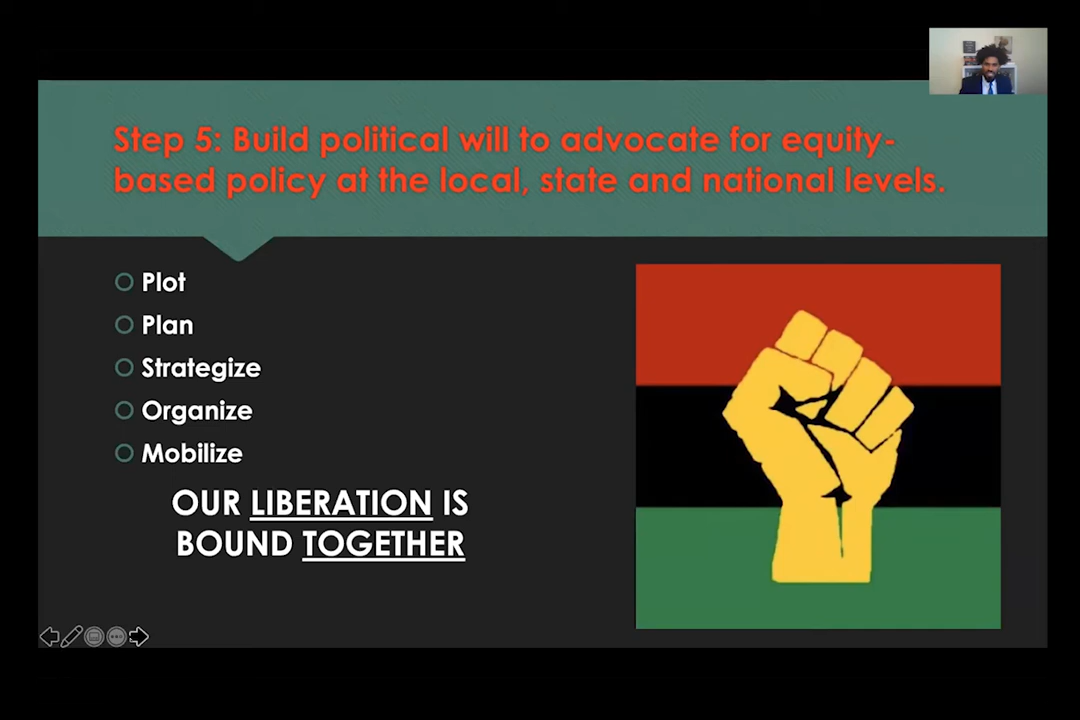 Step 5: Build political will to advocate for equity-
based policy at the local, state and national levels.
Plot
Plan
Strategize
Organize
Mobilize
OUR LIBERATION IS
BOUND TOGETHER